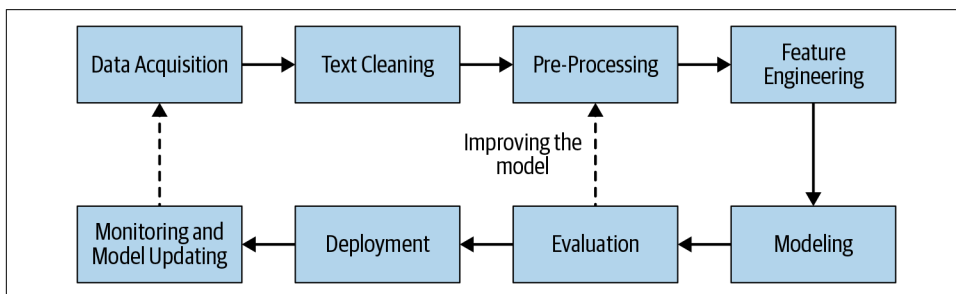 Data Acquisition
Text Cleaning
Pre-Processing
Feature
Engineering
Improving the
model
Monitoring and
Model Updating
Deployment
Evaluation
Modeling